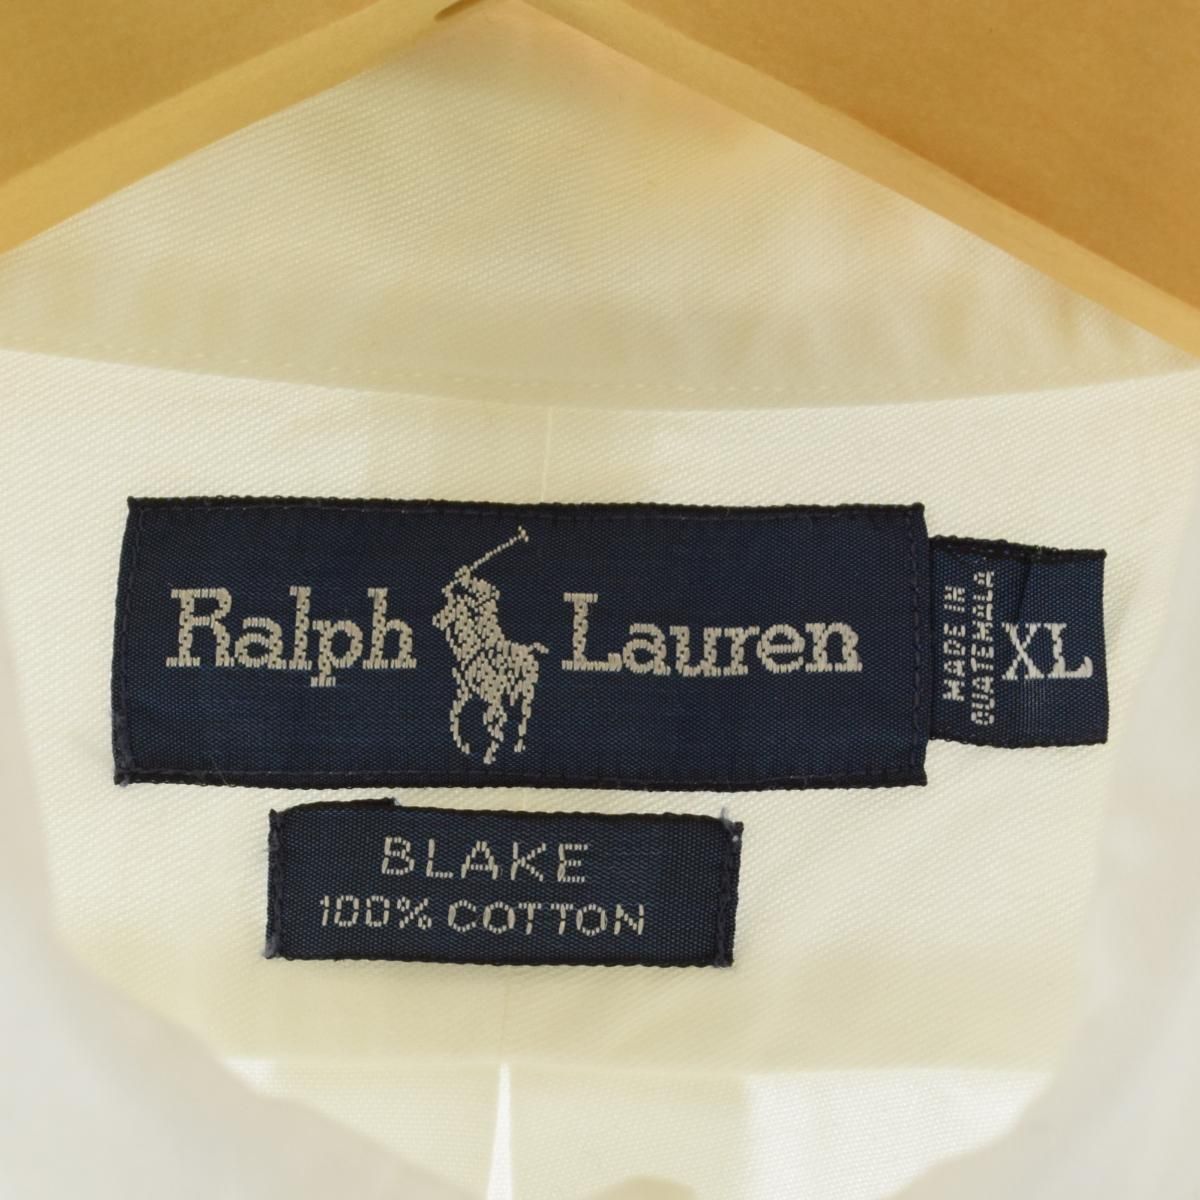 Ralph Lauren
MADE IN
GUATEMALA
XL
BLAKE
100% COTTON